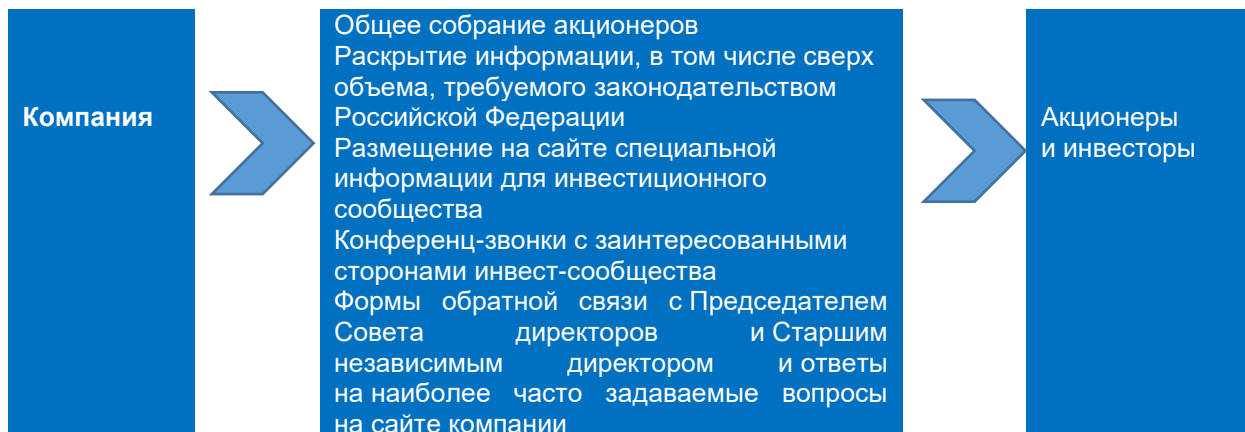 Компания
Общее собрание акционеров
Раскрытие информации, в том числе сверх
объема, требуемого законодательством
Российской Федерации
Размещение на сайте специальной
информации для инвестиционного
сообщества
Конференц-звонки с заинтересованными
сторонами инвест-сообщества
Формы обратной связи с Председателем
Совета директоров и Старшим
независимым директором и ответы
на наиболее часто задаваемые вопросы
на сайте компании
Акционеры
и инвесторы